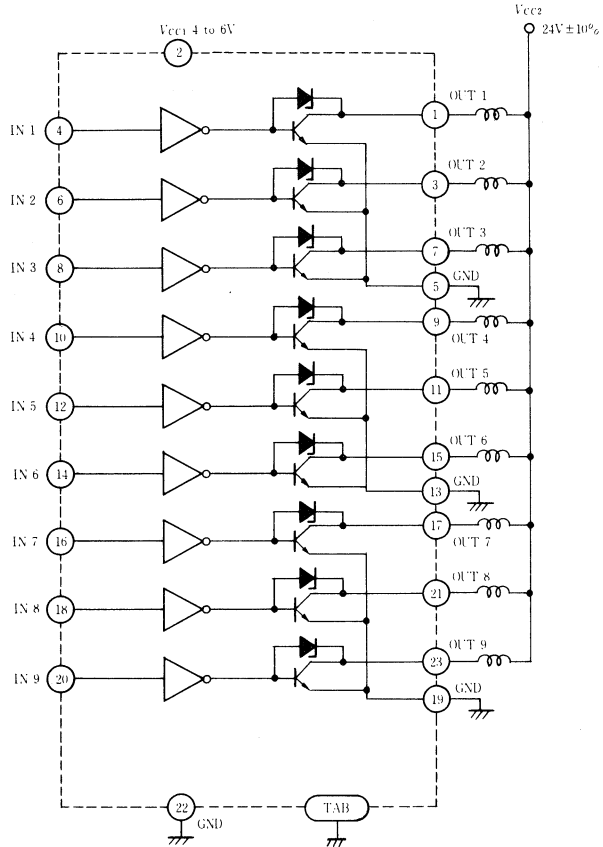 VCC2
24V±10%
VCC1 4 to 6V
2
IN 1 4 1 OUT 1
IN 2 6 3 OUT 2
IN 3 8 7 OUT 3
5 GND
IN 4 10 9 OUT 4
IN 5 12 11 OUT 5
IN 6 14 15 OUT 6
13 GND
IN 7 16 17 OUT 7
IN 8 18 21 OUT 8
IN 9 20 23 OUT 9
19 GND
22 GND
TAB